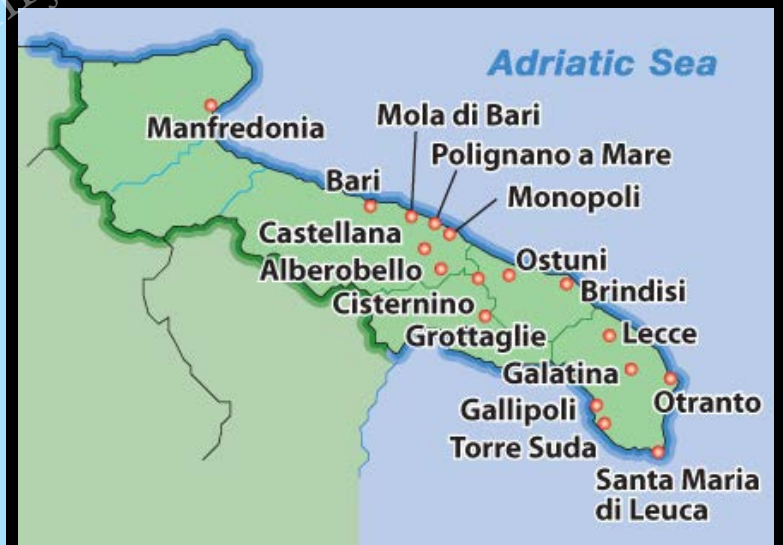 Adriatic Sea
Manfredonia
Mola di Bari
Polignano a Mare
Bari
Monopoli
Castellana
Alberobello
Ostuni
Cisternino
Brindisi
Grottaglie
Lecce
Galatina
Gallipoli
Otranto
Torre Suda
Santa Maria
di Leuca